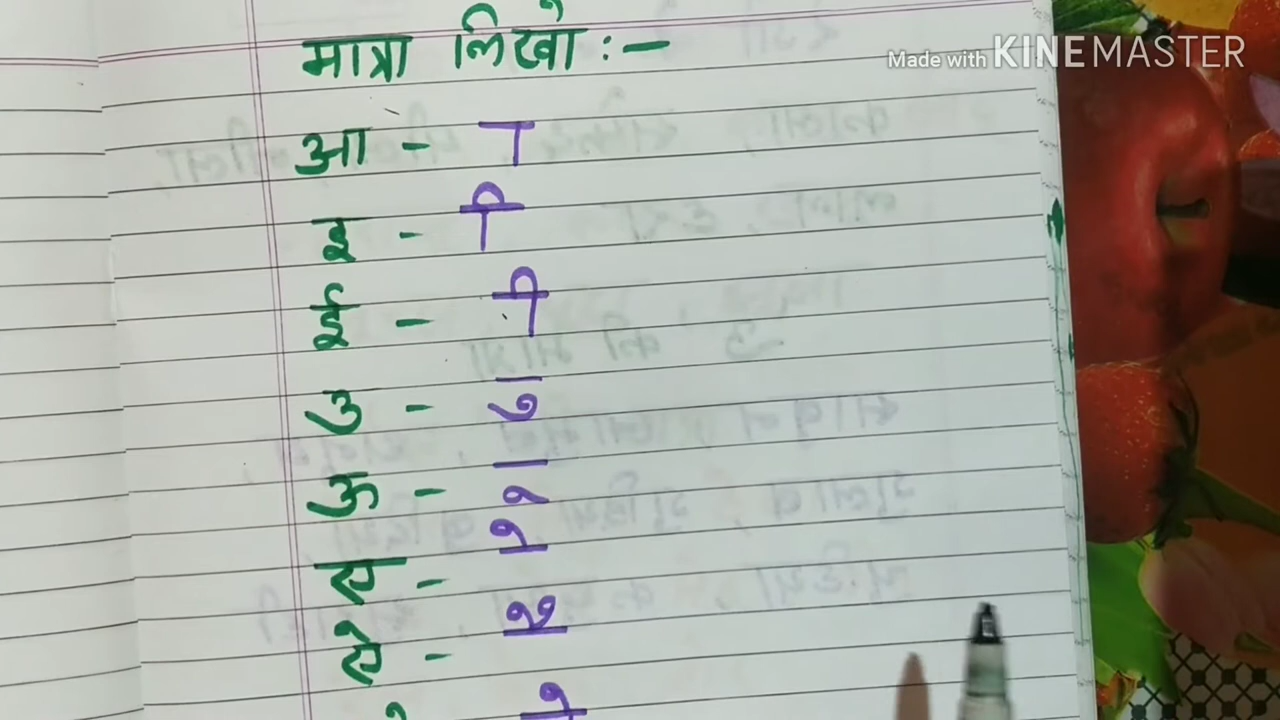 Made with KINEMASTER
मात्रा लिखो :-
आ - ा
इ - ि
ई - ी
उ - ु
ऊ - ू
ए - े
ऐ - ै